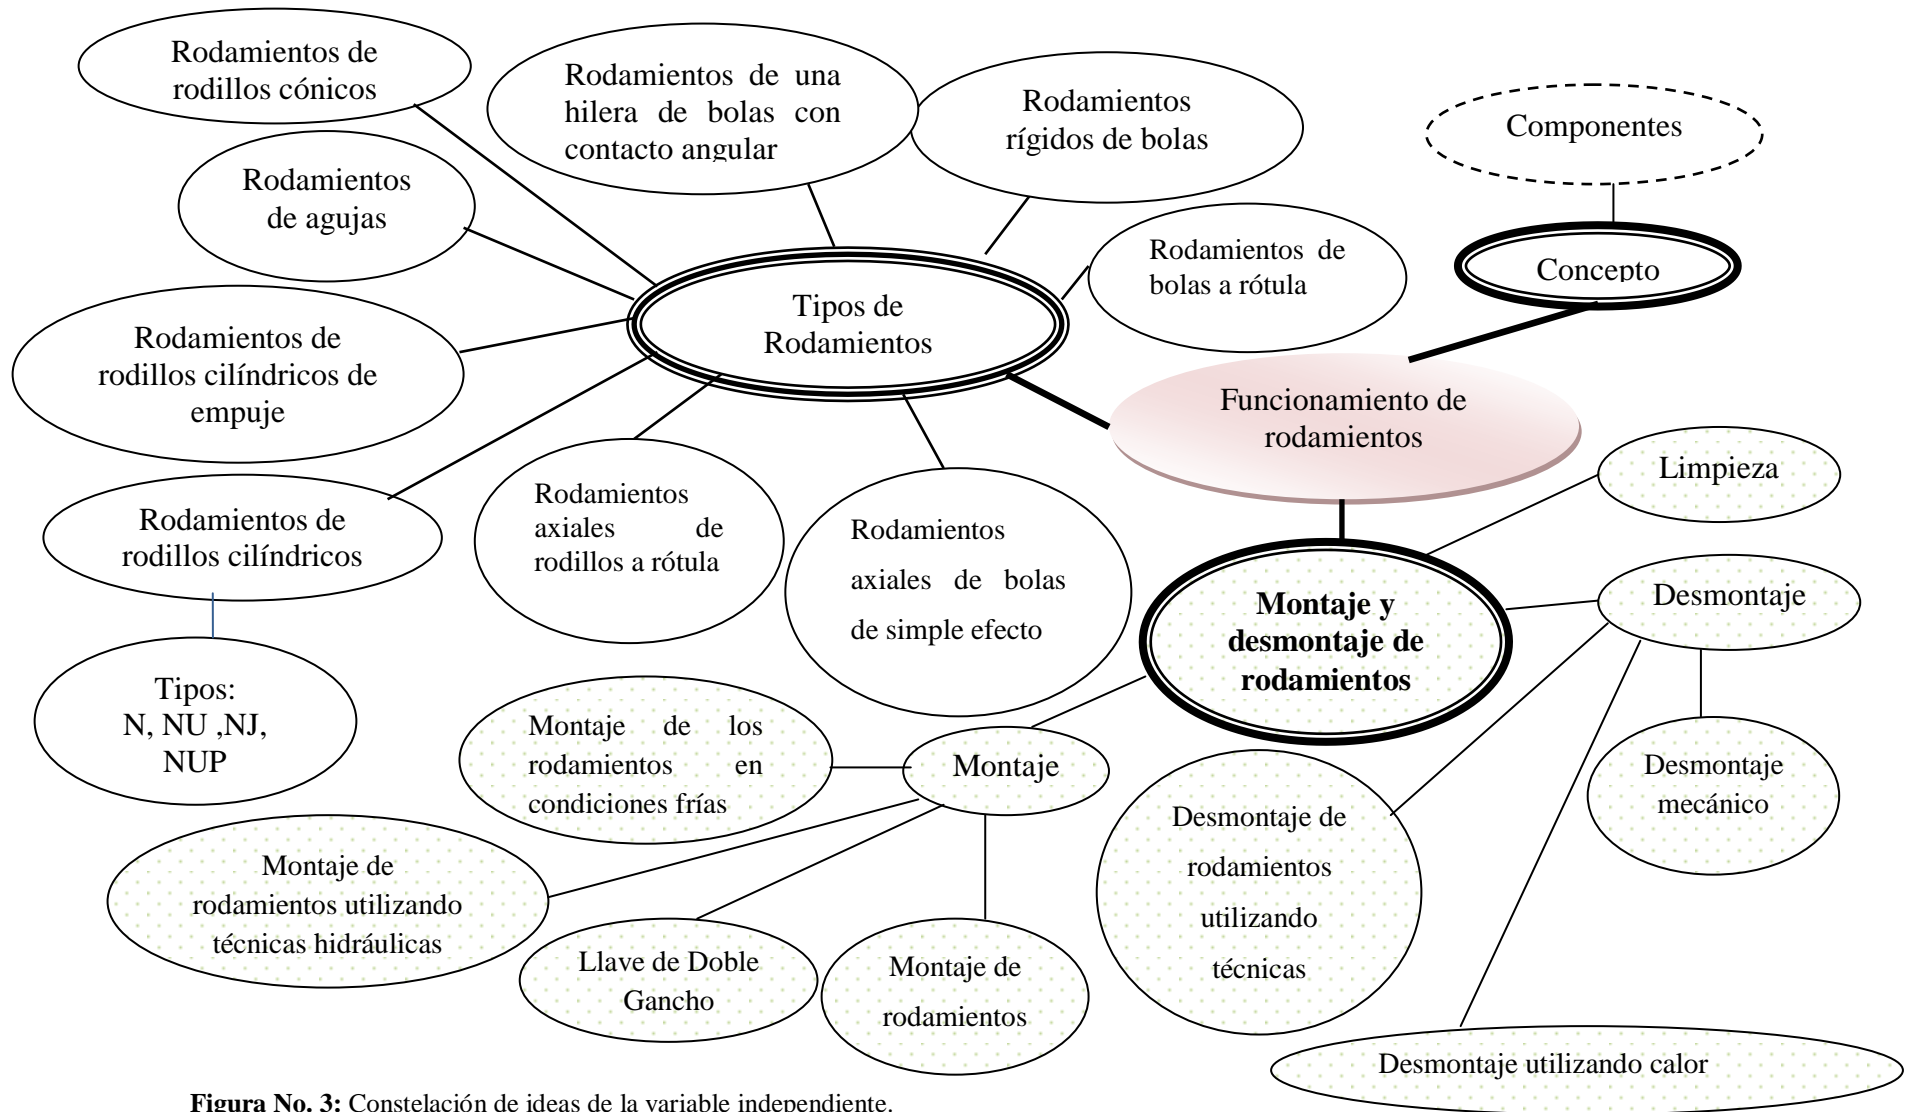 Rodamientos de
rodillos cónicos
Rodamientos de una
hilera de bolas con
contacto angular
Rodamientos
rígidos de bolas
Componentes
Rodamientos
de agujas
Rodamientos de
bolas a rótula
Concepto
Tipos de
Rodamientos
Rodamientos de
rodillos cilíndricos de
empuje
Funcionamiento de
rodamientos
Limpieza
Rodamientos de
rodillos cilíndricos
Rodamientos
axiales de
rodillos a rótula
Rodamientos
axiales de bolas
de simple efecto
Montaje y
desmontaje de
rodamientos
Desmontaje
Tipos:
N, NU ,NJ,
NUP
Montaje de los
rodamientos en
condiciones frías
Montaje
Desmontaje
mecánico
Desmontaje de
rodamientos
utilizando
técnicas
Montaje de
rodamientos utilizando
técnicas hidráulicas
Llave de Doble
Gancho
Montaje de
rodamientos
Desmontaje utilizando calor
Figura No. 3: Constelación de ideas de la variable independiente.